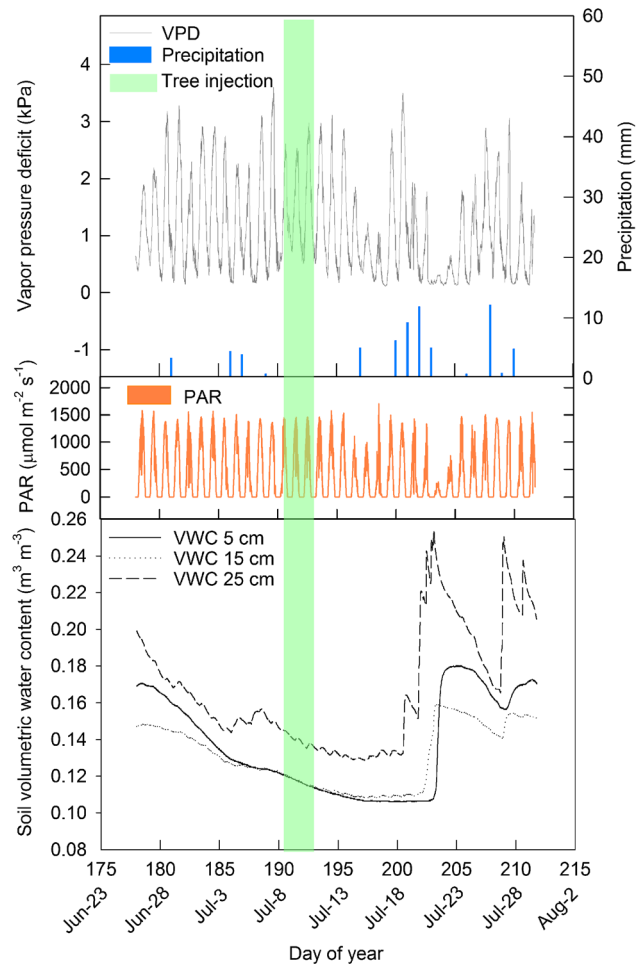 VPD
Precipitation
Tree injection
Vapor pressure deficit (kPa)
4
3
2
1
0
-1
Precipitation (mm)
60
50
40
30
20
10
0
PAR
PAR (μmol m⁻² s⁻¹)
2000
1500
1000
500
0
VWC 5 cm
VWC 15 cm
VWC 25 cm
Soil volumetric water content (m³ m⁻³)
0.26
0.24
0.22
0.20
0.18
0.16
0.14
0.12
0.10
0.08
175 180 185 190 195 200 205 210 215
Jun-23 Jun-28 Jul-3 Jul-8 Jul-13 Jul-18 Jul-23 Jul-28 Aug-2
Day of year